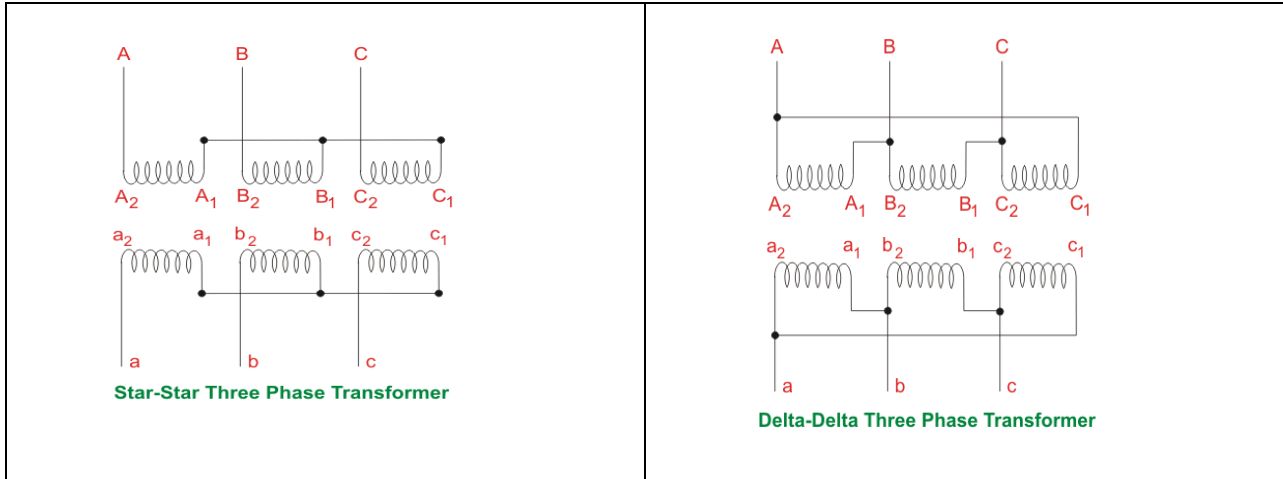 A B C
A2 A1 B2 B1 C2 C1
a2 a1 b2 b1 c2 c1
a b c
Star-Star Three Phase Transformer
A B C
A2 A1 B2 B1 C2 C1
a2 a1 b2 b1 c2 c1
a b c
Delta-Delta Three Phase Transformer